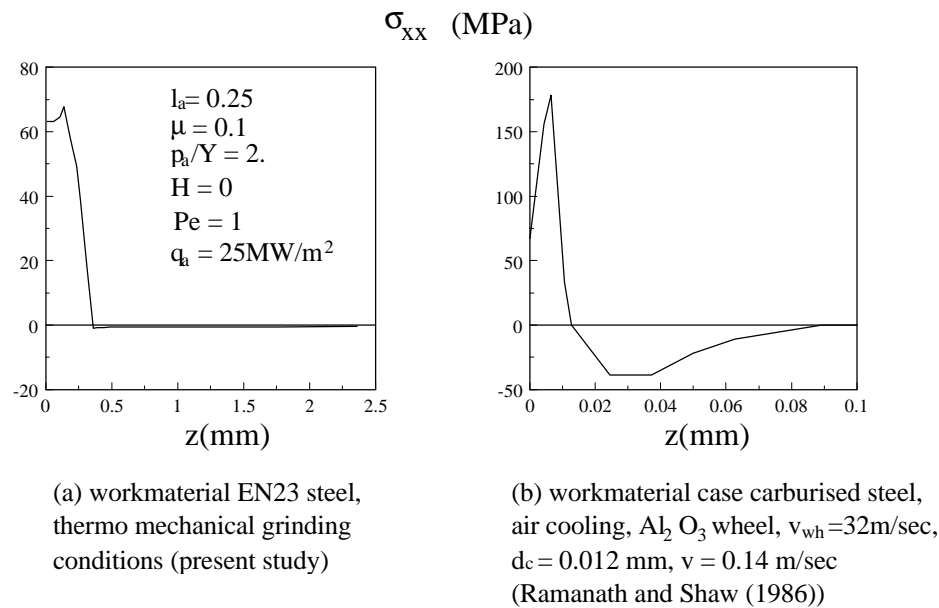 σxx (MPa)
80
60
40
20
0
-20
0
0.5
1
1.5
2
2.5
z(mm)
la= 0.25
μ = 0.1
pa/Y = 2.
H = 0
Pe = 1
qa = 25MW/m²
200
150
100
50
0
-50
0
0.02
0.04
0.06
0.08
0.1
z(mm)
(a) workmaterial EN23 steel,
thermo mechanical grinding
conditions (present study)
(b) workmaterial case carburised steel,
air cooling, Al₂ O₃ wheel, vwh =32m/sec,
dc = 0.012 mm, v = 0.14 m/sec
(Ramanath and Shaw (1986))